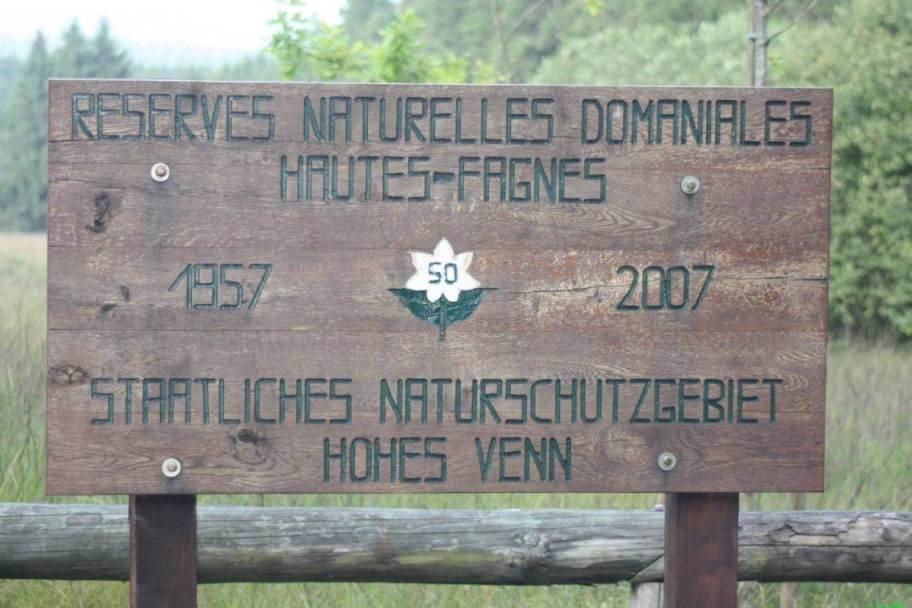 RESERVES NATURELLES DOMANIALES
HAUTES-FAGNES
1957 50 2007
STAATLICHES NATURSCHUTZGEBIET
HOHES VENN